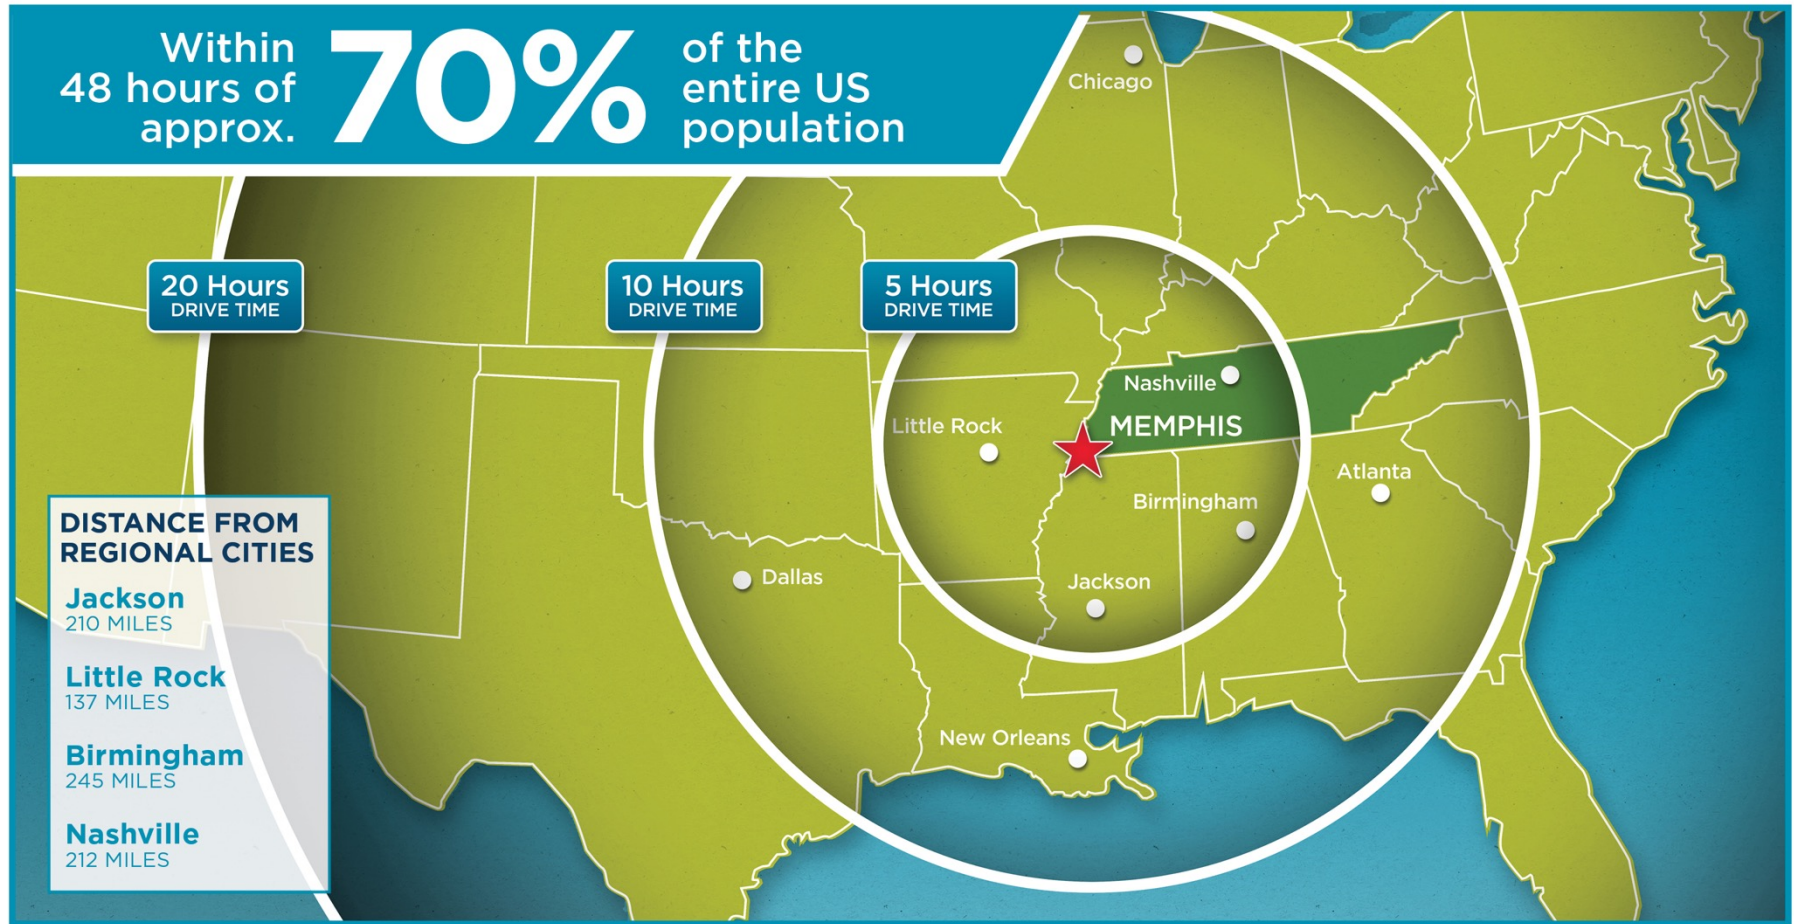 Within
48 hours of
approx.
70%
of the
entire US
population
Chicago
20 Hours
DRIVE TIME
10 Hours
DRIVE TIME
5 Hours
DRIVE TIME
Nashville
MEMPHIS
Little Rock
Atlanta
Birmingham
Dallas
Jackson
New Orleans
DISTANCE FROM
REGIONAL CITIES
Jackson
210 MILES
Little Rock
137 MILES
Birmingham
245 MILES
Nashville
212 MILES